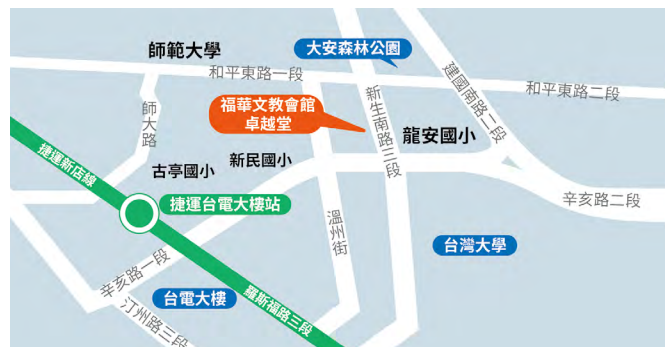 師範大學
大安森林公園
和平東路一段
建國南路二段
和平東路二段
師大路
福華文教會館
卓越堂
新生南路三段
龍安國小
捷運新店線
古亭國小
新民國小
辛亥路二段
捷運台電大樓站
溫州街
台灣大學
辛亥路一段
台電大樓
羅斯福路三段
汀州路三段